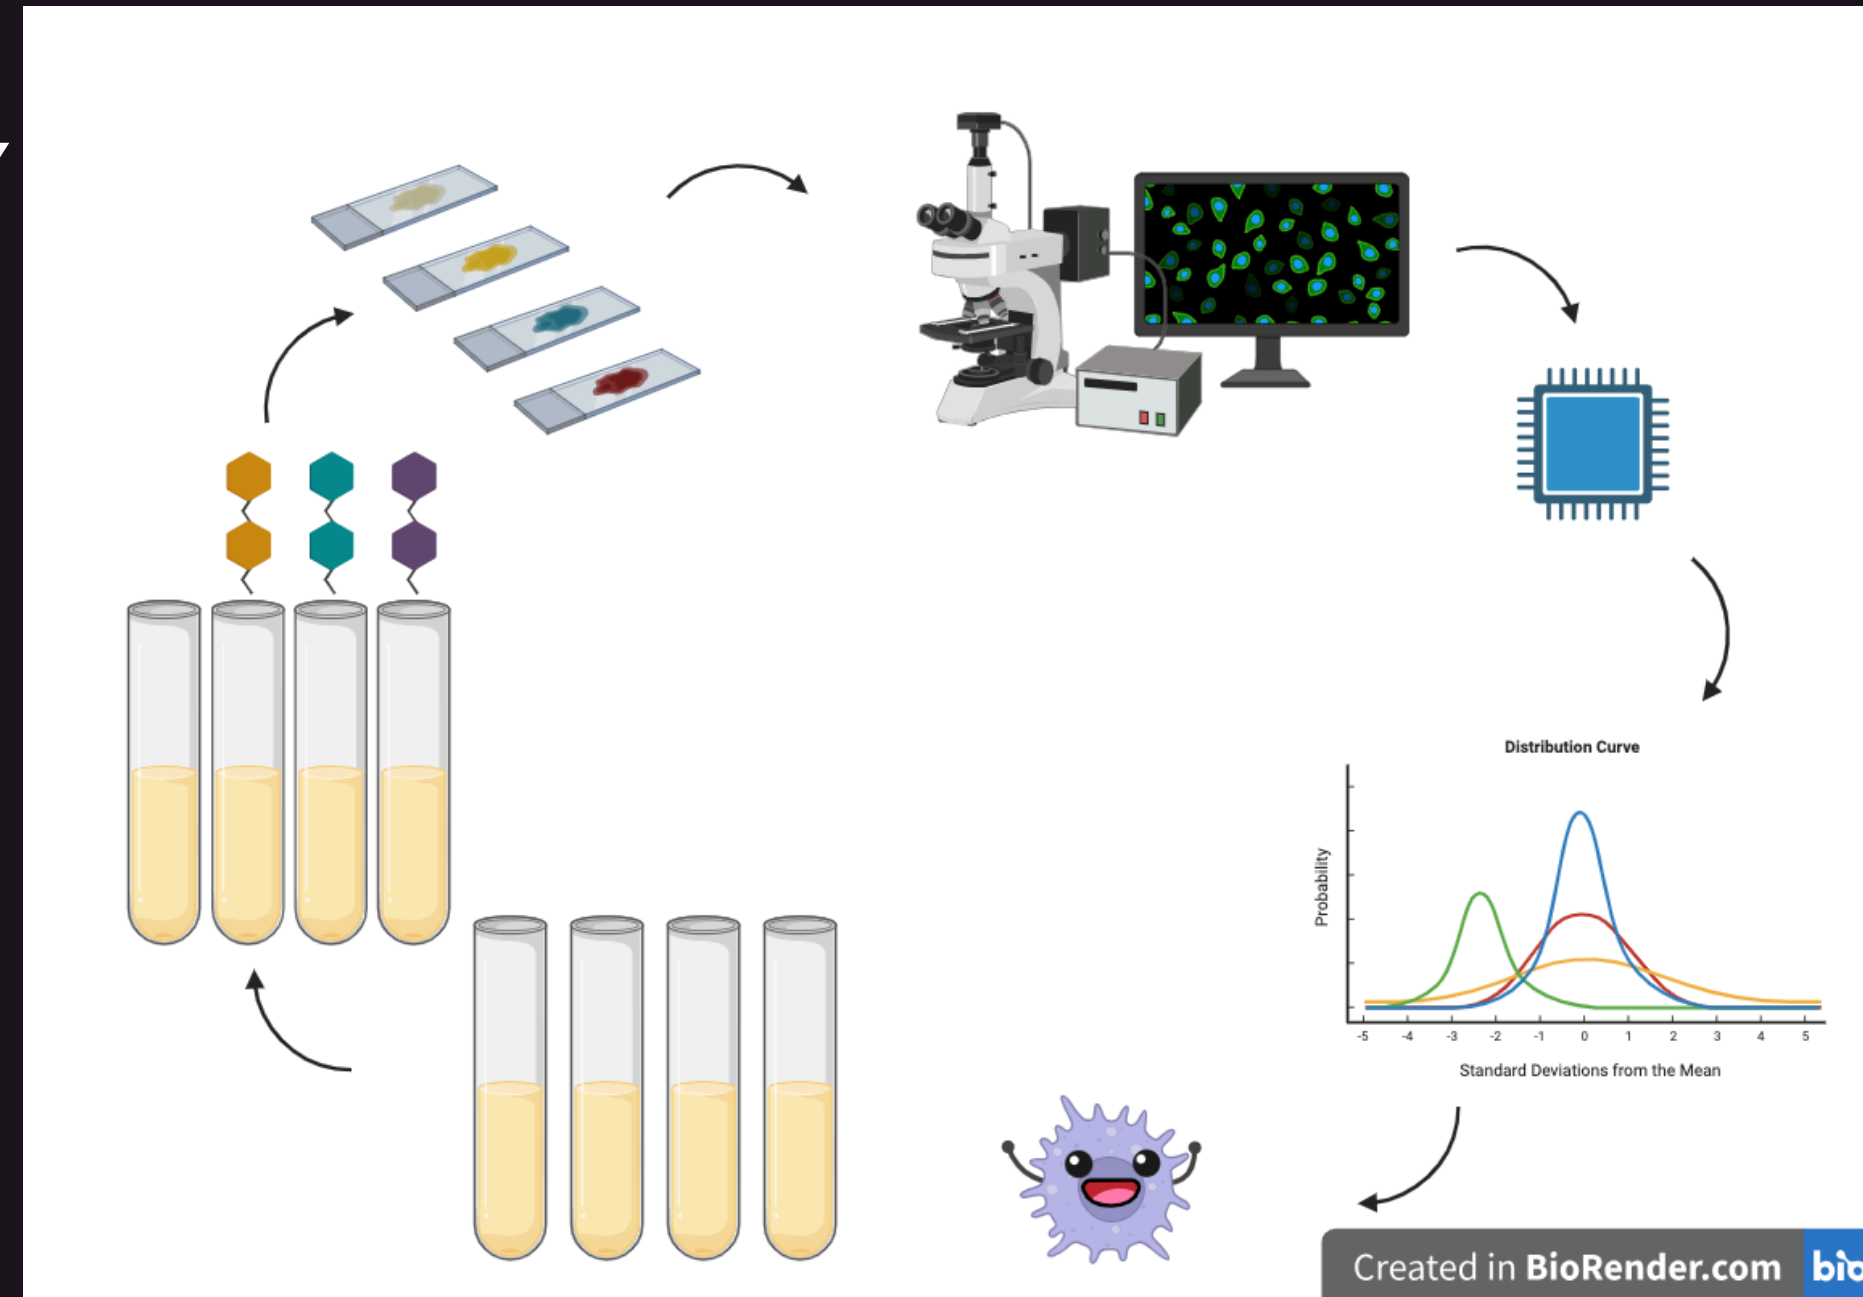 Distribution Curve
Probability
-5 -4 -3 -2 -1 0 1 2 3 4 5
Standard Deviations from the Mean
Created in BioRender.com bio